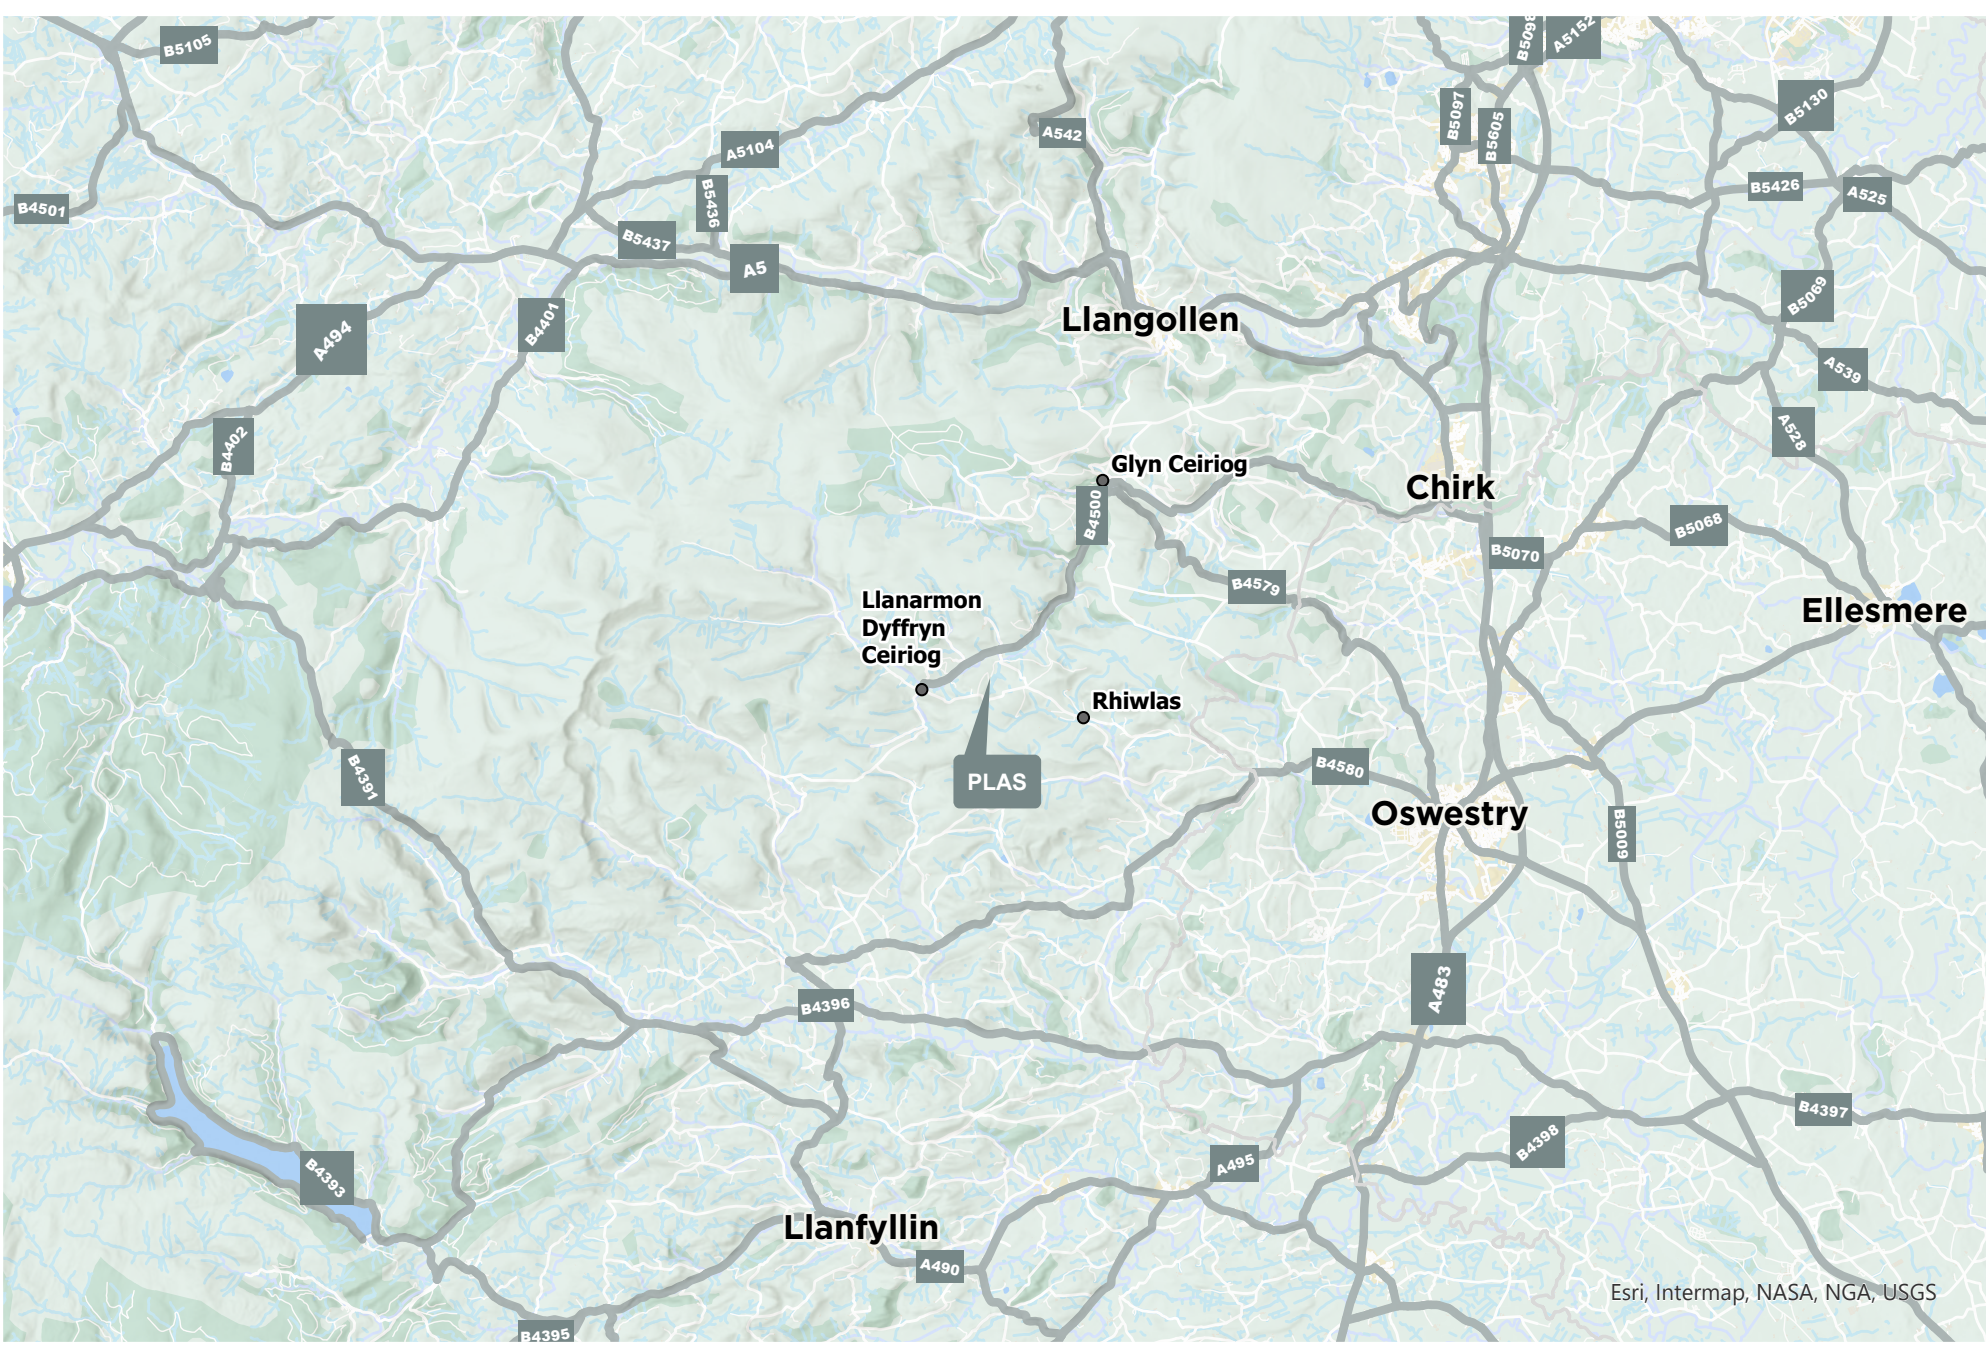 B5105
B5098
A5152
B5097
B5605
B5130
A542
A5104
B5436
B4501
B5426
A525
B5437
A5
B5069
A494
B4401
Llangollen
A539
B4402
A528
Glyn Ceiriog
Chirk
B4500
B5068
B5070
B4579
Llanarmon
Dyffryn
Ceiriog
Ellesmere
Rhiwlas
PLAS
B4391
B4580
Oswestry
B5009
A483
B4396
B4397
B4398
A495
B4393
Llanfyllin
A490
Esri, Intermap, NASA, NGA, USGS
B4395